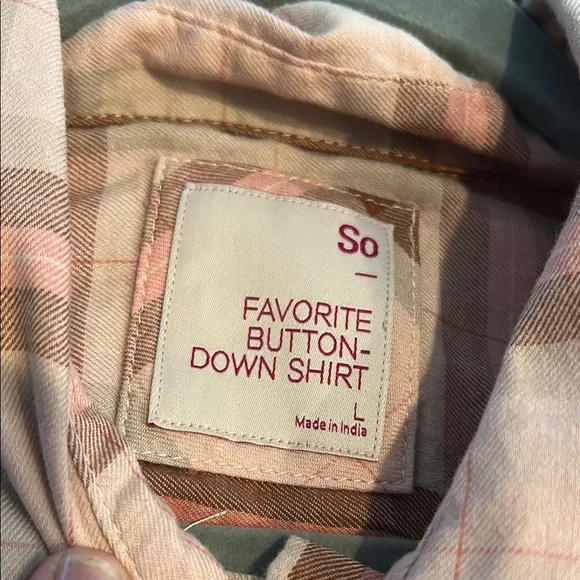 So
FAVORITE
BUTTON-
DOWN SHIRT
L
Made in India